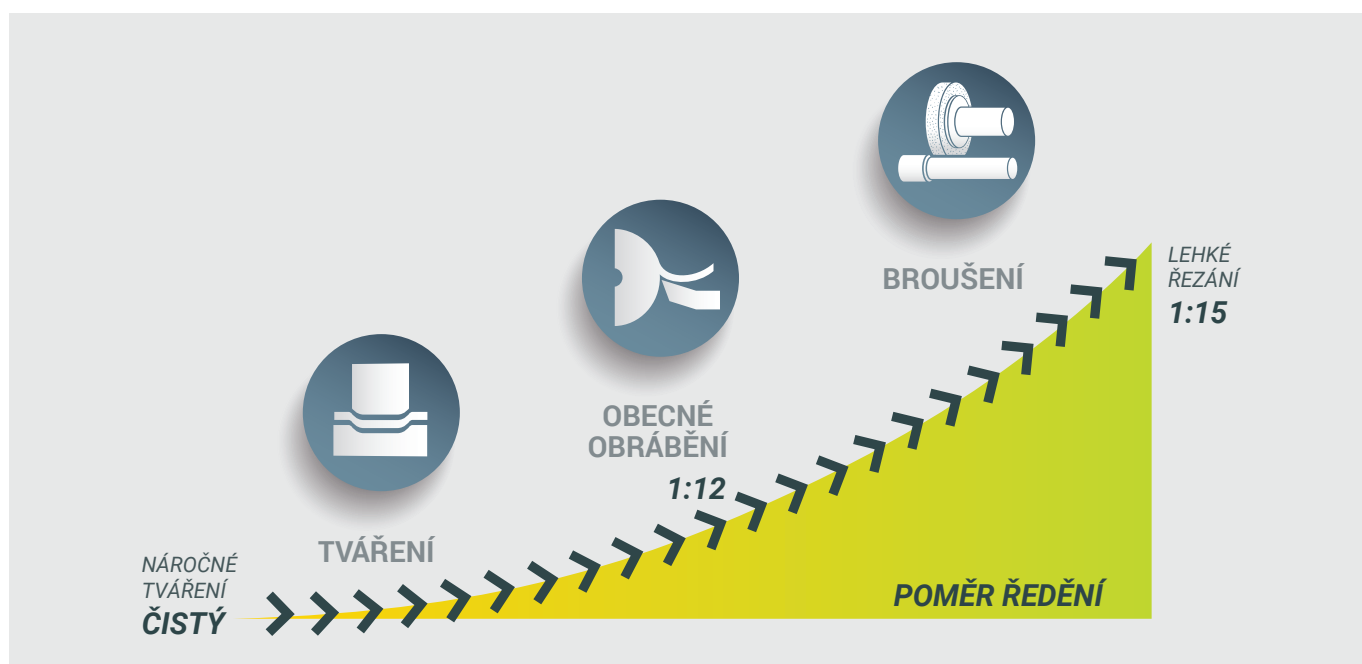 BROUŠENÍ
LEHKÉ
ŘEZÁNÍ
1:15
OBECNÉ
OBRÁBĚNÍ
1:12
TVÁŘENÍ
NÁROČNÉ
TVÁŘENÍ
ČISTÝ
POMĚR ŘEDĚNÍ